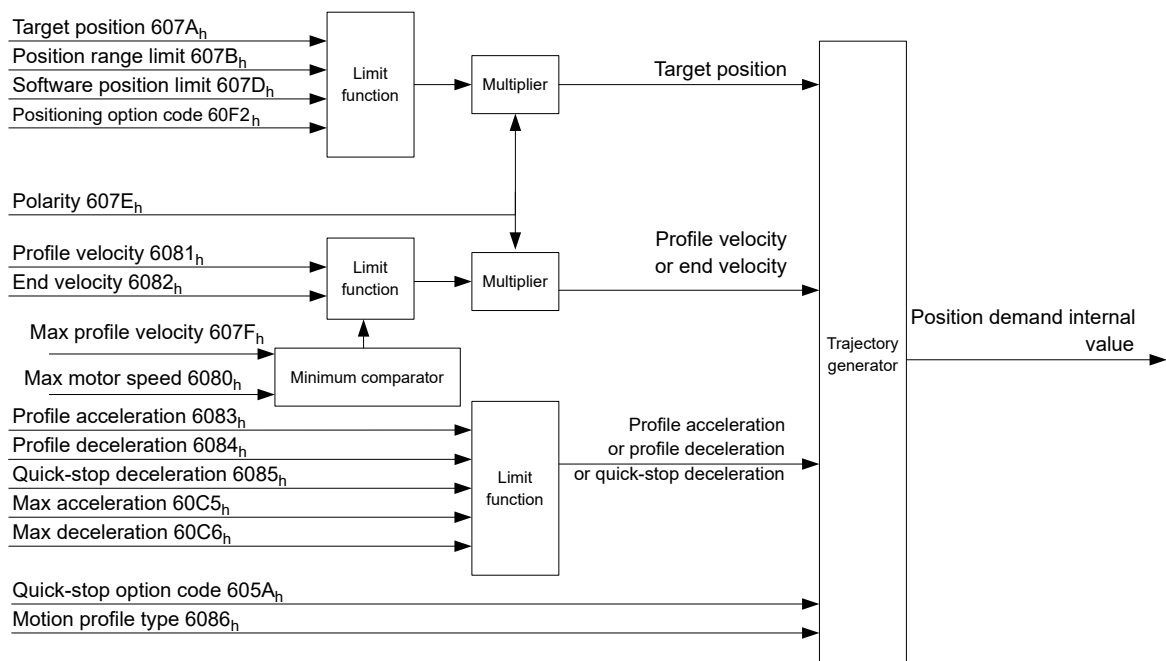 Target position 607Ah
Position range limit 607Bh
Software position limit 607Dh
Positioning option code 60F2h
Limit
function
Multiplier
Target position
Polarity 607Eh
Profile velocity 6081h
End velocity 6082h
Limit
function
Multiplier
Profile velocity
or end velocity
Max profile velocity 607Fh
Max motor speed 6080h
Minimum comparator
Trajectory
generator
Position demand internal
value
Profile acceleration 6083h
Profile deceleration 6084h
Quick-stop deceleration 6085h
Max acceleration 60C5h
Max deceleration 60C6h
Limit
function
Profile acceleration
or profile deceleration
or quick-stop deceleration
Quick-stop option code 605Ah
Motion profile type 6086h